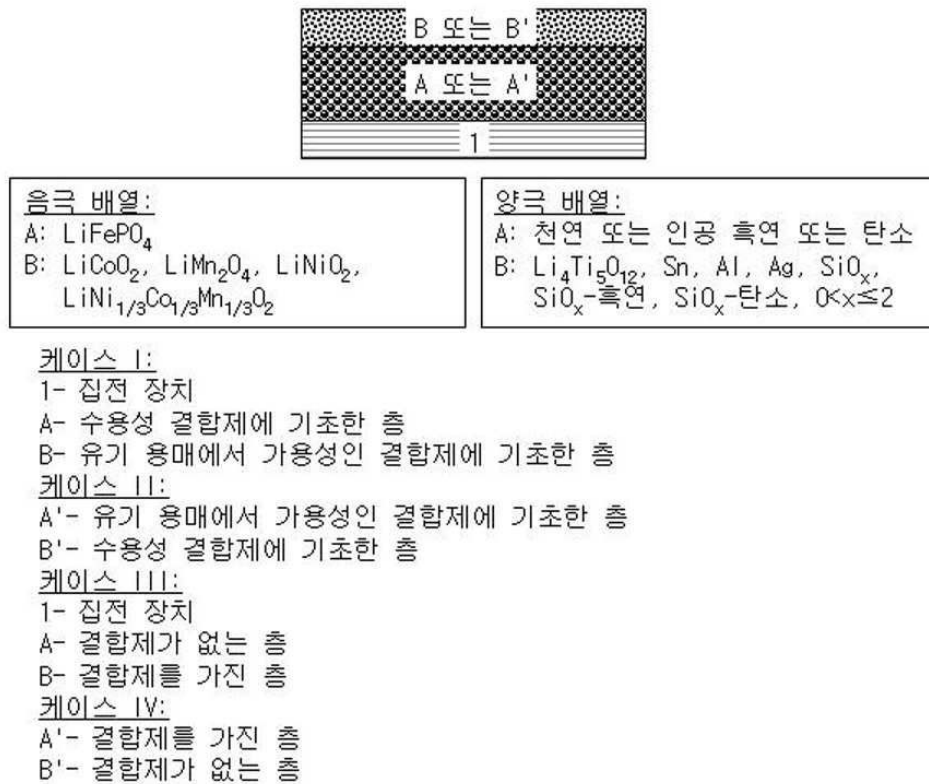 B 또는 B'
A 또는 A'
1
음극 배열:
A: LiFePO₄
B: LiCoO₂, LiMn₂O₄, LiNiO₂,
LiNi₁/₃Co₁/₃Mn₁/₃O₂
양극 배열:
A: 천연 또는 인공 흑연 또는 탄소
B: Li₄Ti₅O₁₂, Sn, Al, Ag, SiOₓ,
SiOₓ-흑연, SiOₓ-탄소, 0<x≦2
케이스 I:
1- 집전 장치
A- 수용성 결합제에 기초한 층
B- 유기 용매에서 가용성인 결합제에 기초한 층
케이스 II:
A'- 유기 용매에서 가용성인 결합제에 기초한 층
B'- 수용성 결합제에 기초한 층
케이스 III:
1- 집전 장치
A- 결합제가 없는 층
B- 결합제를 가진 층
케이스 IV:
A'- 결합제를 가진 층
B'- 결합제가 없는 층